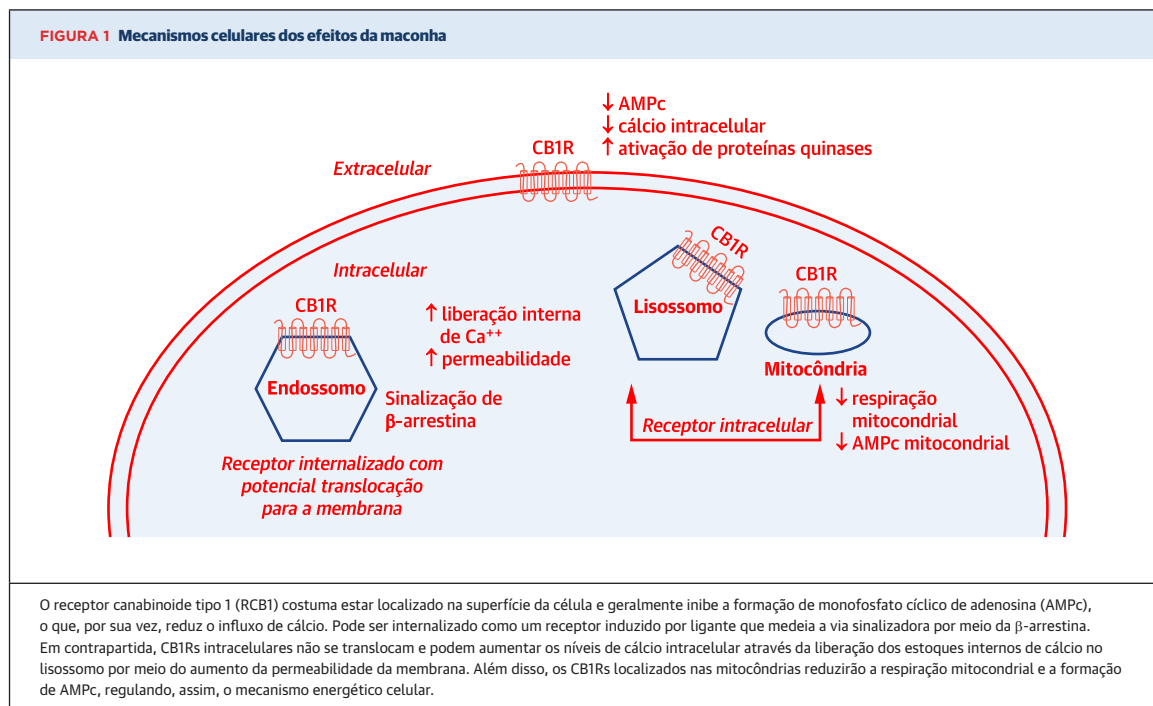 FIGURA 1 Mecanismos celulares dos efeitos da maconha
↓ AMPc
↓ cálcio intracelular
↑ ativação de proteínas quinases
CB1R
Extracelular
Intracelular
CB1R
Endossomo
↑ liberação interna
de Ca⁺⁺
↑ permeabilidade
Sinalização de
β-arrestina
Receptor internalizado com
potencial translocação
para a membrana
CB1R
Lisossomo
CB1R
Mitocôndria
Receptor intracelular
↓ respiração
mitocondrial
↓ AMPc mitocondrial
O receptor canabinoide tipo 1 (RCB1) costuma estar localizado na superfície da célula e geralmente inibe a formação de monofosfato cíclico de adenosina (AMPc),
o que, por sua vez, reduz o influxo de cálcio. Pode ser internalizado como um receptor induzido por ligante que medeia a via sinalizadora por meio da β-arrestina.
Em contrapartida, CB1Rs intracelulares não se translocam e podem aumentar os níveis de cálcio intracelular através da liberação dos estoques internos de cálcio no
lisossomo por meio do aumento da permeabilidade da membrana. Além disso, os CB1Rs localizados nas mitocôndrias reduzirão a respiração mitocondrial e a formação
de AMPc, regulando, assim, o mecanismo energético celular.